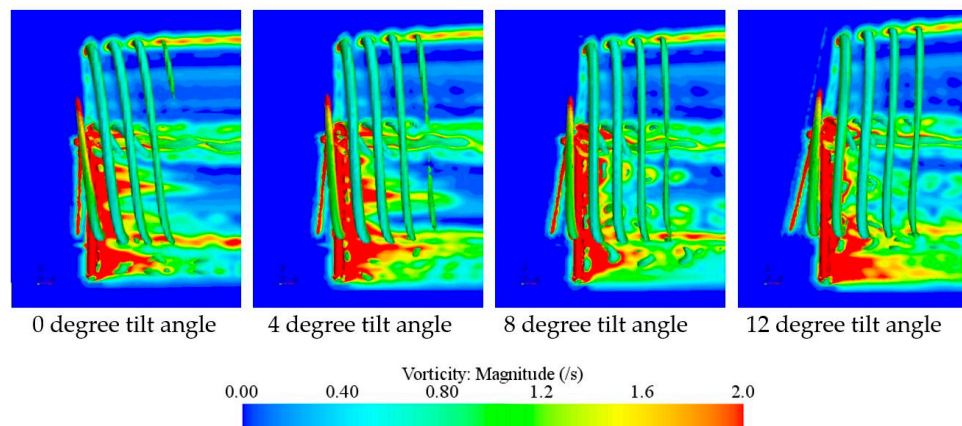 0 degree tilt angle
4 degree tilt angle
8 degree tilt angle
12 degree tilt angle
Vorticity: Magnitude (/s)
0.00 0.40 0.80 1.2 1.6 2.0